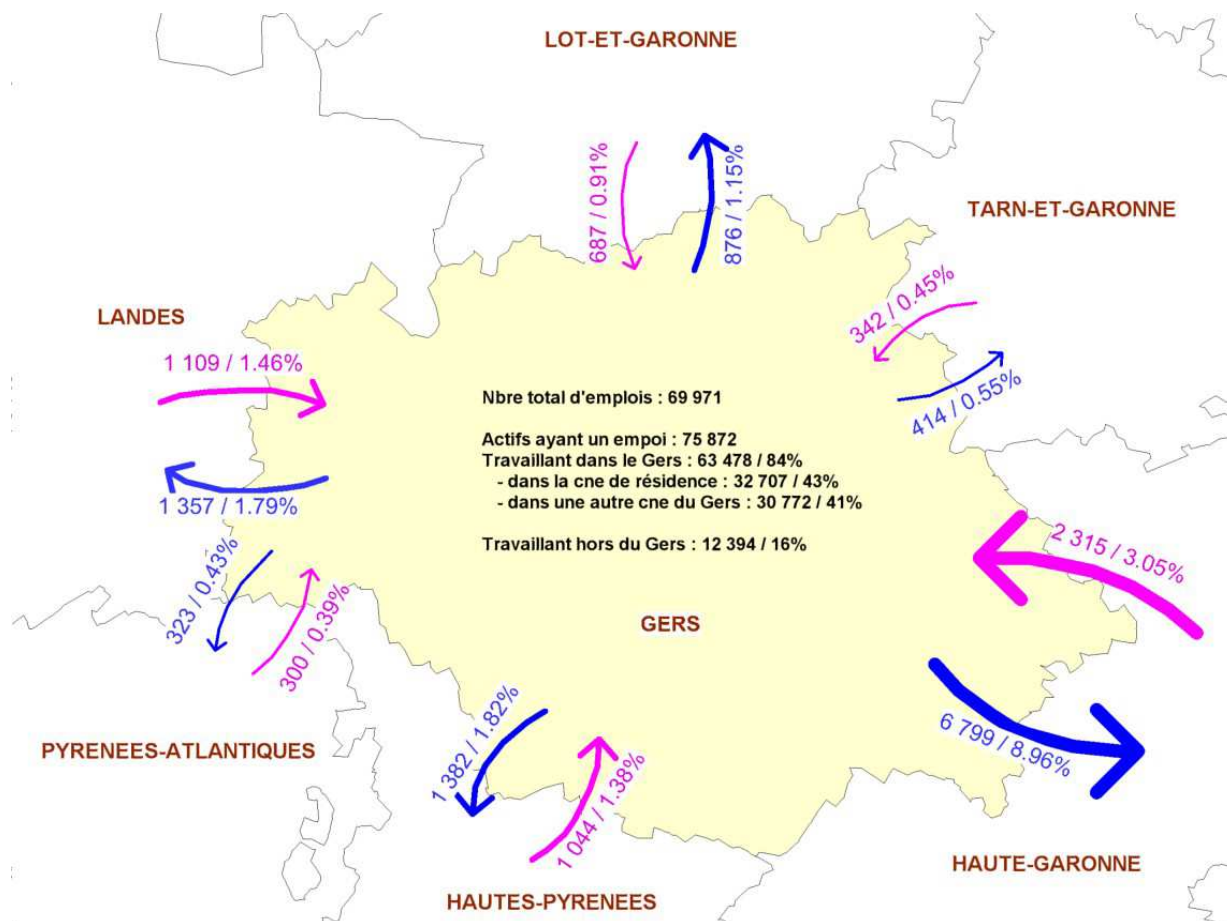 LOT-ET-GARONNE
687 / 0.91%
876 / 1.15%
TARN-ET-GARONNE
342 / 0.45%
414 / 0.55%
LANDES
1 109 / 1.46%
1 357 / 1.79%
Nbre total d'emplois : 69 971
Actifs ayant un empoi : 75 872
Travaillant dans le Gers : 63 478 / 84%
- dans la cne de résidence : 32 707 / 43%
- dans une autre cne du Gers : 30 772 / 41%
Travaillant hors du Gers : 12 394 / 16%
2 315 / 3.05%
323 / 0.43%
300 / 0.39%
GERS
6 799 / 8.96%
PYRENEES-ATLANTIQUES
1 382 / 1.82%
1 044 / 1.38%
HAUTE-GARONNE
HAUTES-PYRENEES